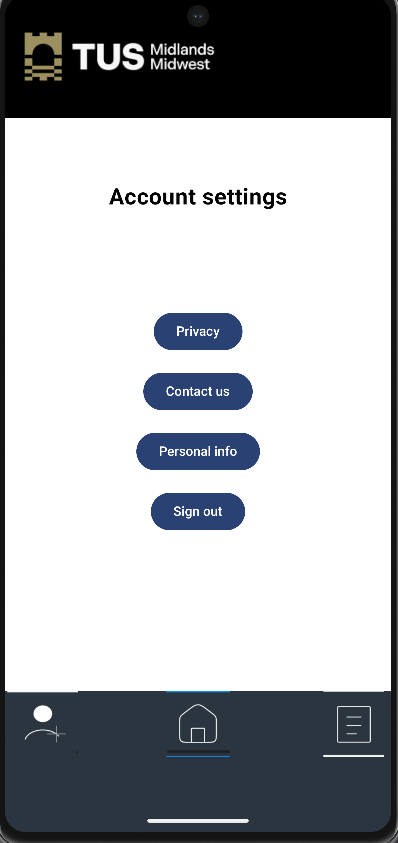 TUS Midlands
Midwest
Account settings
Privacy
Contact us
Personal info
Sign out